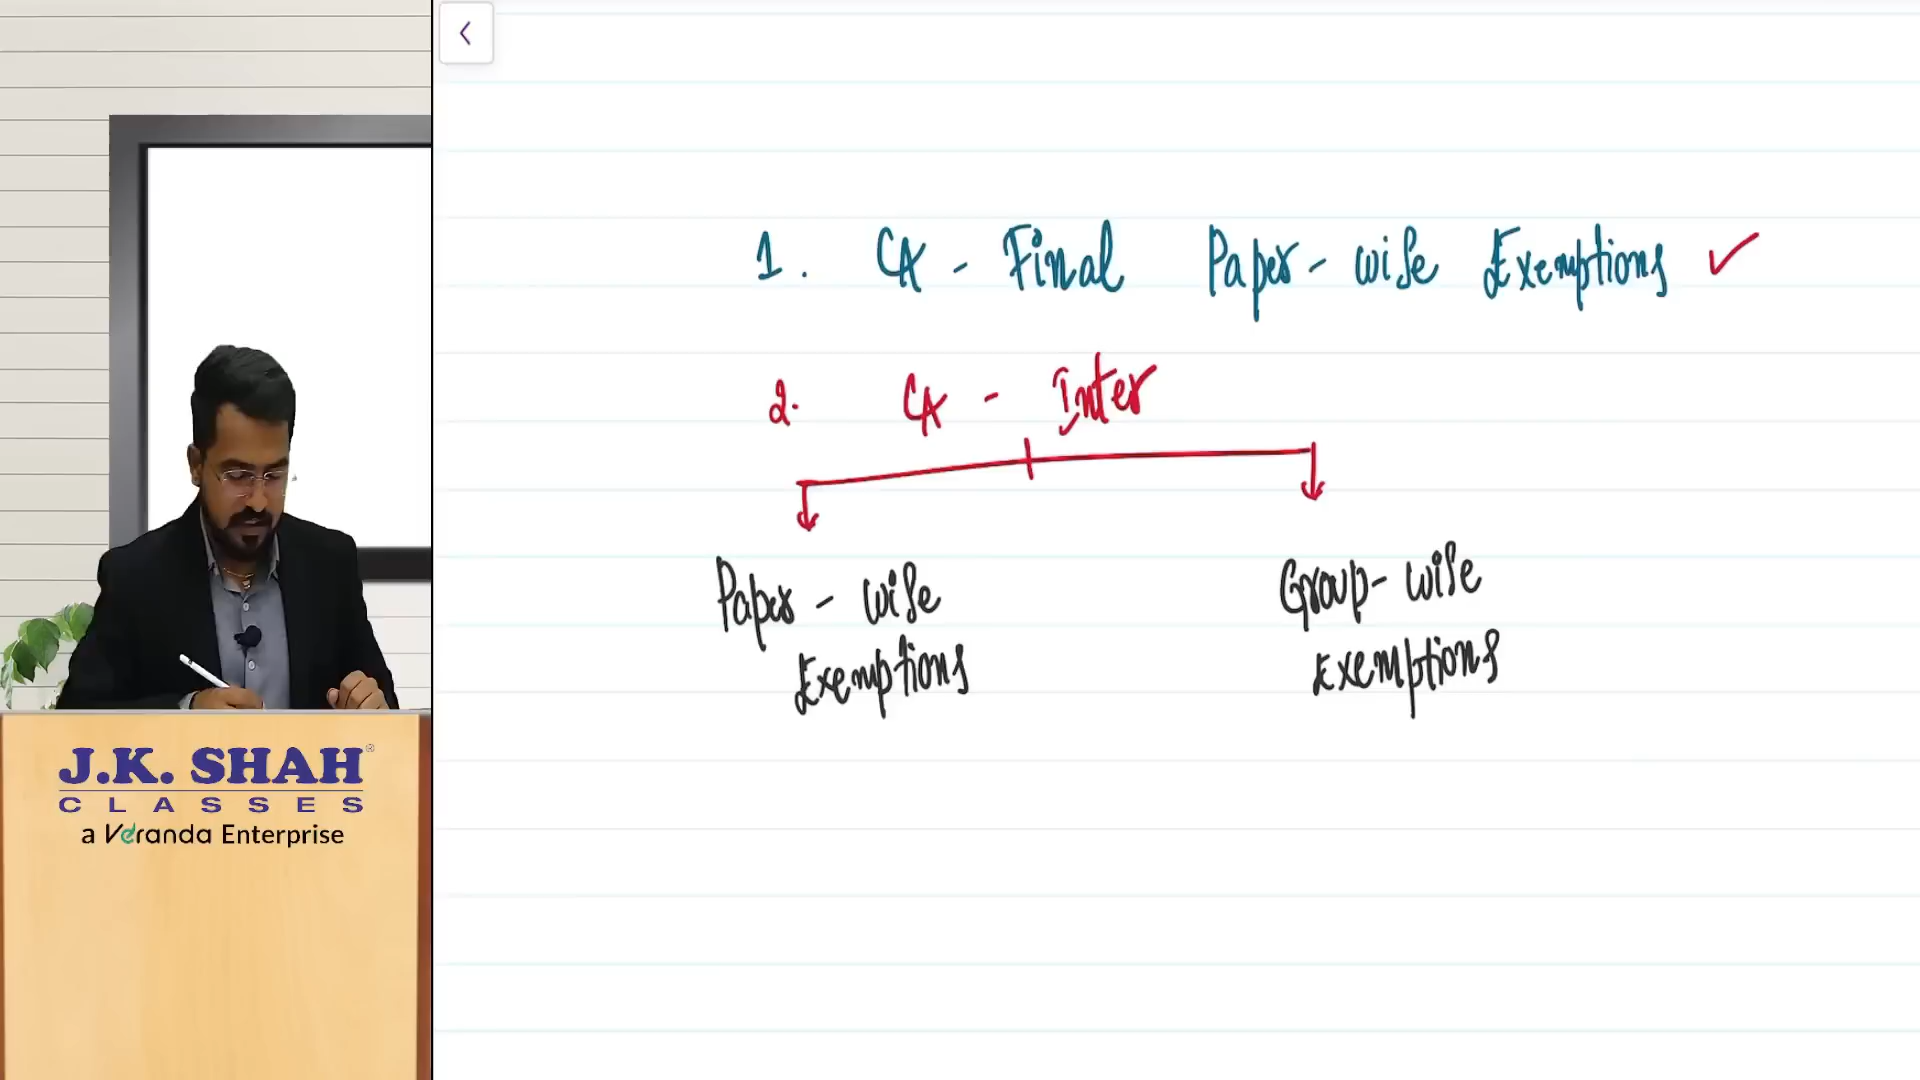 1. CA - Final Paper - wise Exemptions ✓
2. CA - Inter
Paper - wise Exemptions
Group - wise Exemptions
J.K. SHAH®
CLASSES
a Veranda Enterprise